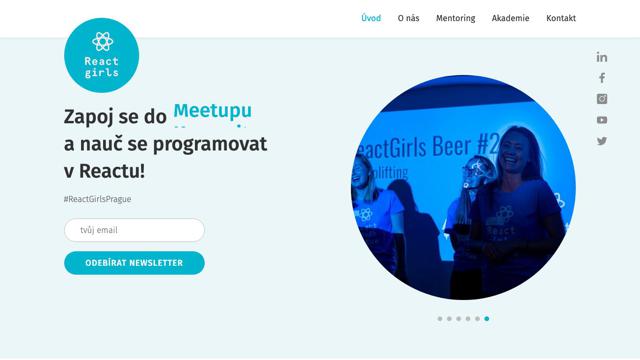 Úvod
O nás
Mentoring
Akademie
Kontakt
React
girls
Zapoj se do Meetupu
a nauč se programovat
v Reactu!
#ReactGirlsPrague
tvůj email
ODEBÍRAT NEWSLETTER
eactGirls Beer #2
plifting